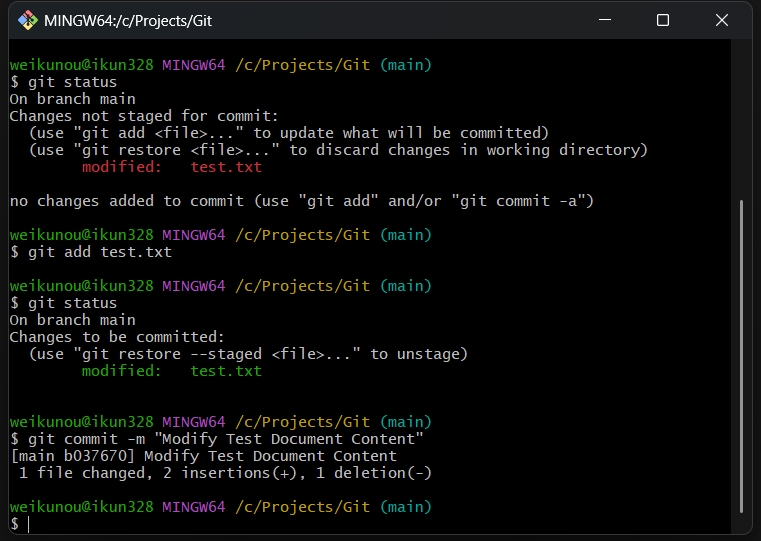 MINGW64:/c/Projects/Git
weikunou@ikun328 MINGW64 /c/Projects/Git (main)
$ git status
On branch main
Changes not staged for commit:
  (use "git add <file>..." to update what will be committed)
  (use "git restore <file>..." to discard changes in working directory)
        modified:   test.txt
no changes added to commit (use "git add" and/or "git commit -a")
weikunou@ikun328 MINGW64 /c/Projects/Git (main)
$ git add test.txt
weikunou@ikun328 MINGW64 /c/Projects/Git (main)
$ git status
On branch main
Changes to be committed:
  (use "git restore --staged <file>..." to unstage)
        modified:   test.txt
weikunou@ikun328 MINGW64 /c/Projects/Git (main)
$ git commit -m "Modify Test Document Content"
[main b037670] Modify Test Document Content
 1 file changed, 2 insertions(+), 1 deletion(-)
weikunou@ikun328 MINGW64 /c/Projects/Git (main)
$